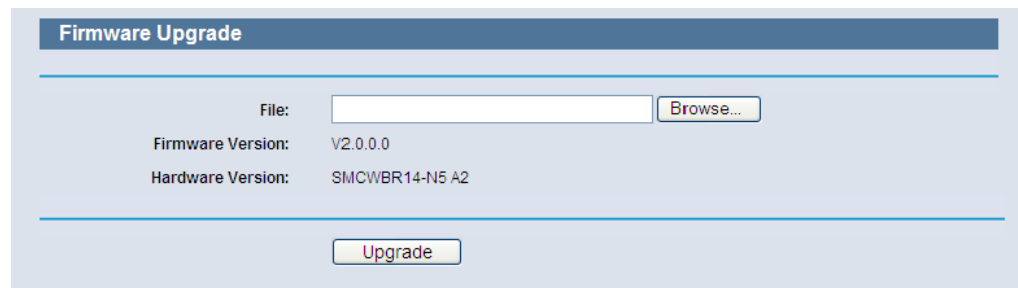 Firmware Upgrade
File: Browse...
Firmware Version: V2.0.0.0
Hardware Version: SMCWBR14-N5 A2
Upgrade